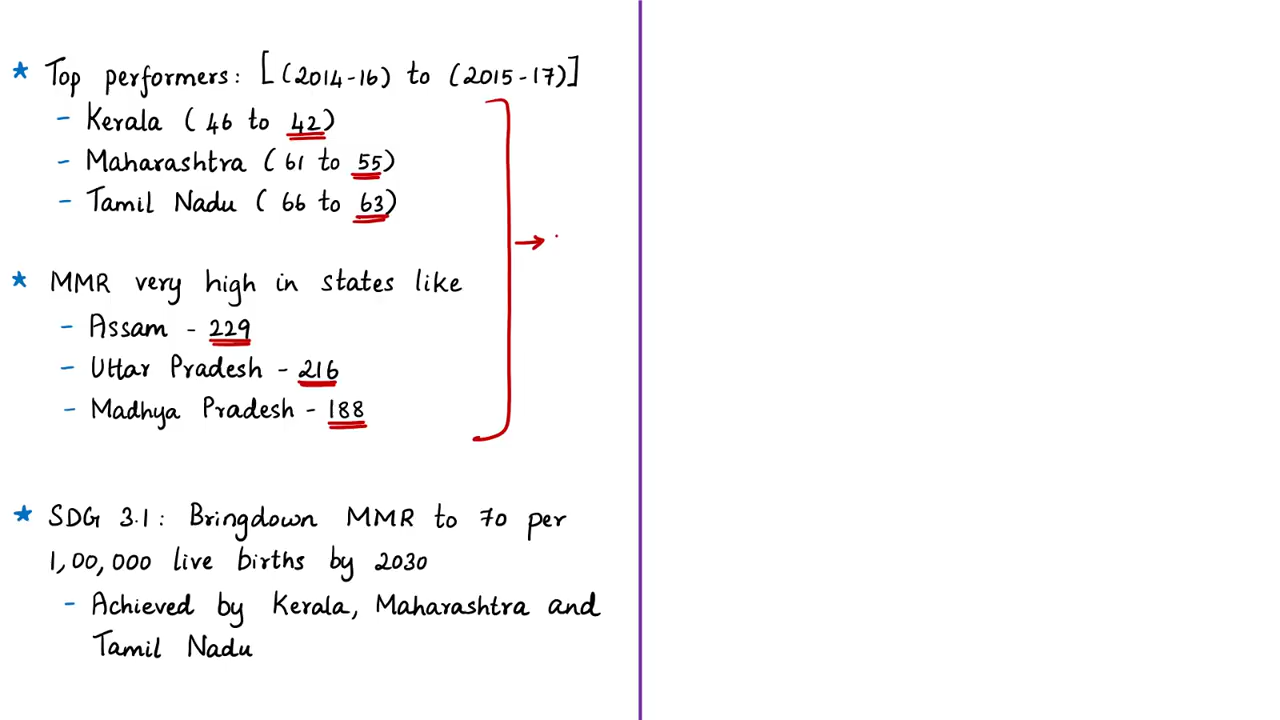 * Top performers: [(2014-16) to (2015-17)]
- Kerala (46 to 42)
- Maharashtra (61 to 55)
- Tamil Nadu (66 to 63)
* MMR very high in states like
- Assam - 229
- Uttar Pradesh - 216
- Madhya Pradesh - 188
* SDG 3.1: Bringdown MMR to 70 per
1,00,000 live births by 2030
- Achieved by Kerala, Maharashtra and
Tamil Nadu